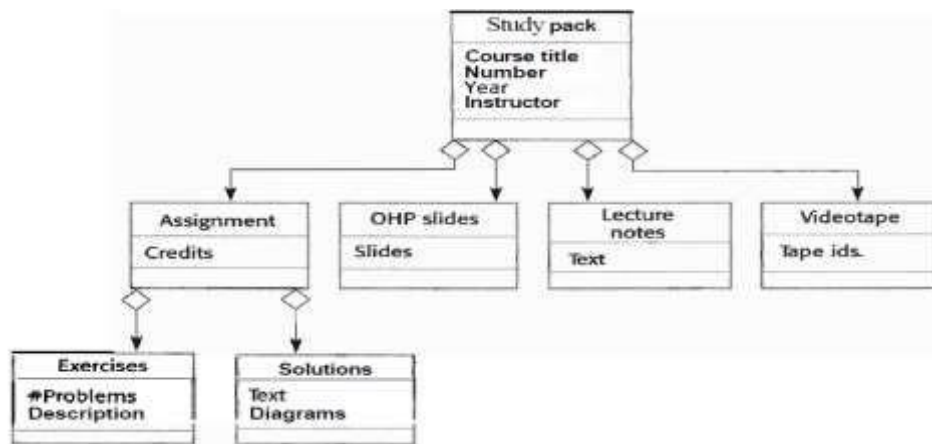 Study pack
Course title
Number
Year
Instructor
Assignment
Credits
OHP slides
Slides
Lecture
notes
Text
Videotape
Tape ids.
Exercises
#Problems
Description
Solutions
Text
Diagrams